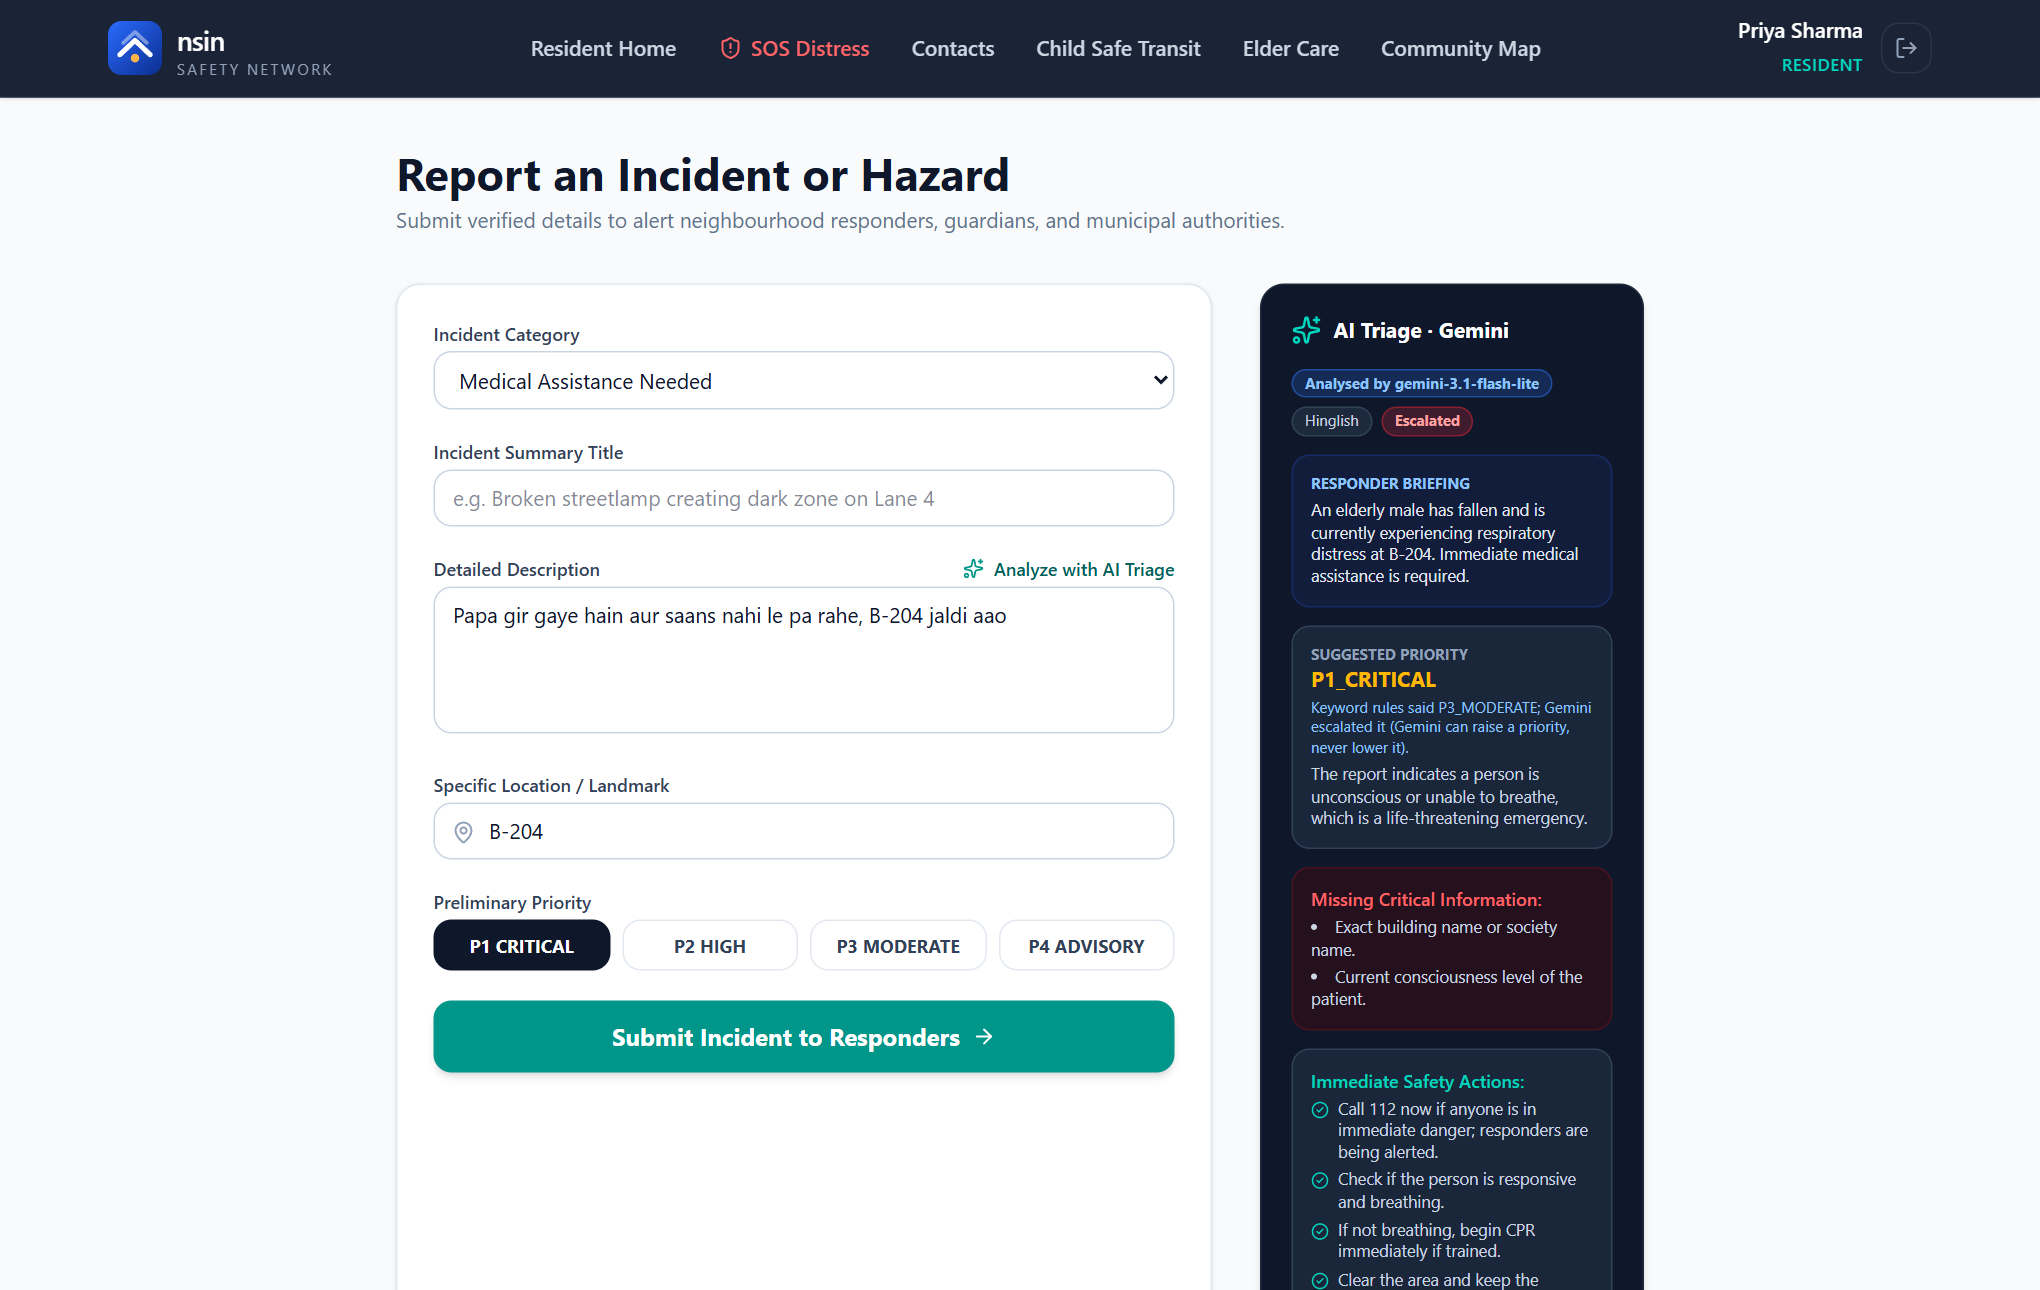 nsin
SAFETY NETWORK
Resident Home
SOS Distress
Contacts
Child Safe Transit
Elder Care
Community Map
Priya Sharma
RESIDENT
Report an Incident or Hazard
Submit verified details to alert neighbourhood responders, guardians, and municipal authorities.
Incident Category
Medical Assistance Needed
Incident Summary Title
e.g. Broken streetlamp creating dark zone on Lane 4
Detailed Description
Analyze with AI Triage
Papa gir gaye hain aur saans nahi le pa rahe, B-204 jaldi aao
Specific Location / Landmark
B-204
Preliminary Priority
P1 CRITICAL
P2 HIGH
P3 MODERATE
P4 ADVISORY
Submit Incident to Responders →
AI Triage · Gemini
Analysed by gemini-3.1-flash-lite
Hinglish
Escalated
RESPONDER BRIEFING
An elderly male has fallen and is
currently experiencing respiratory
distress at B-204. Immediate medical
assistance is required.
SUGGESTED PRIORITY
P1_CRITICAL
Keyword rules said P3_MODERATE; Gemini
escalated it (Gemini can raise a priority,
never lower it).
The report indicates a person is
unconscious or unable to breathe,
which is a life-threatening emergency.
Missing Critical Information:
• Exact building name or society
name.
• Current consciousness level of the
patient.
Immediate Safety Actions:
Call 112 now if anyone is in
immediate danger; responders are
being alerted.
Check if the person is responsive
and breathing.
If not breathing, begin CPR
immediately if trained.
Clear the area and keep the